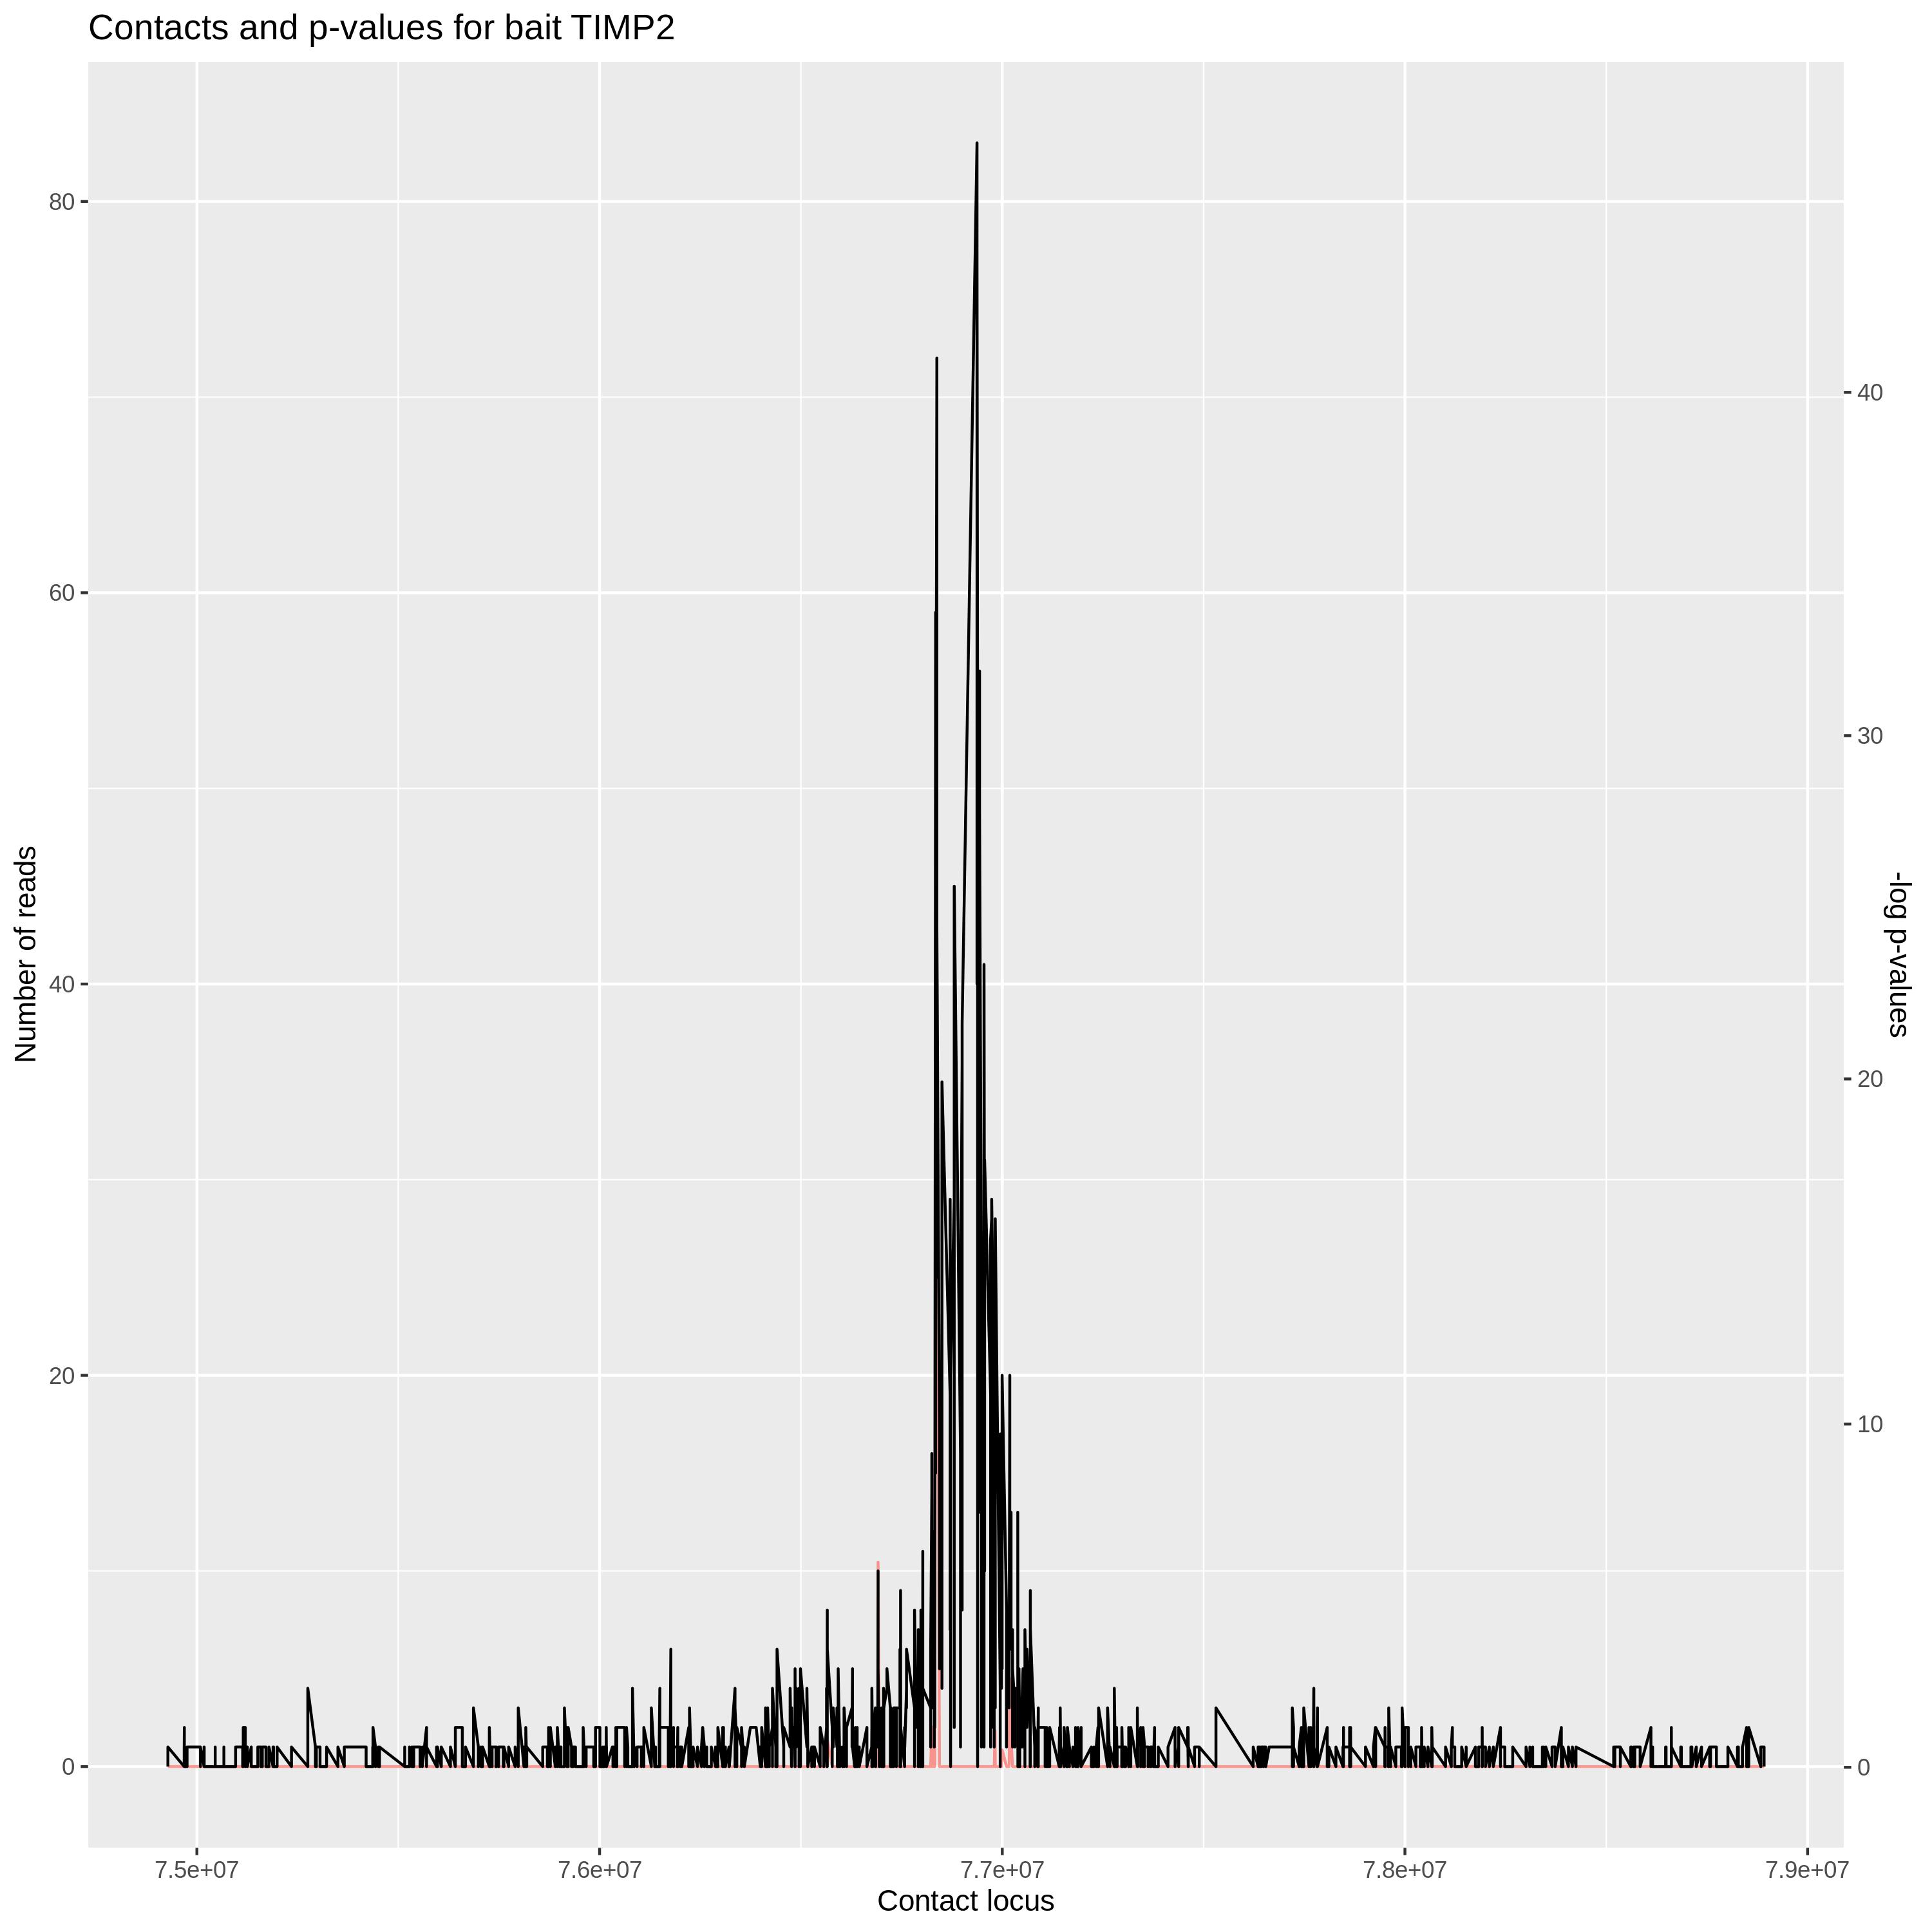 Contacts and p-values for bait TIMP2
80
60
40
20
0
Number of reads
40
30
20
10
0
-log p-values
7.5e+07 7.6e+07 7.7e+07 7.8e+07 7.9e+07
Contact locus